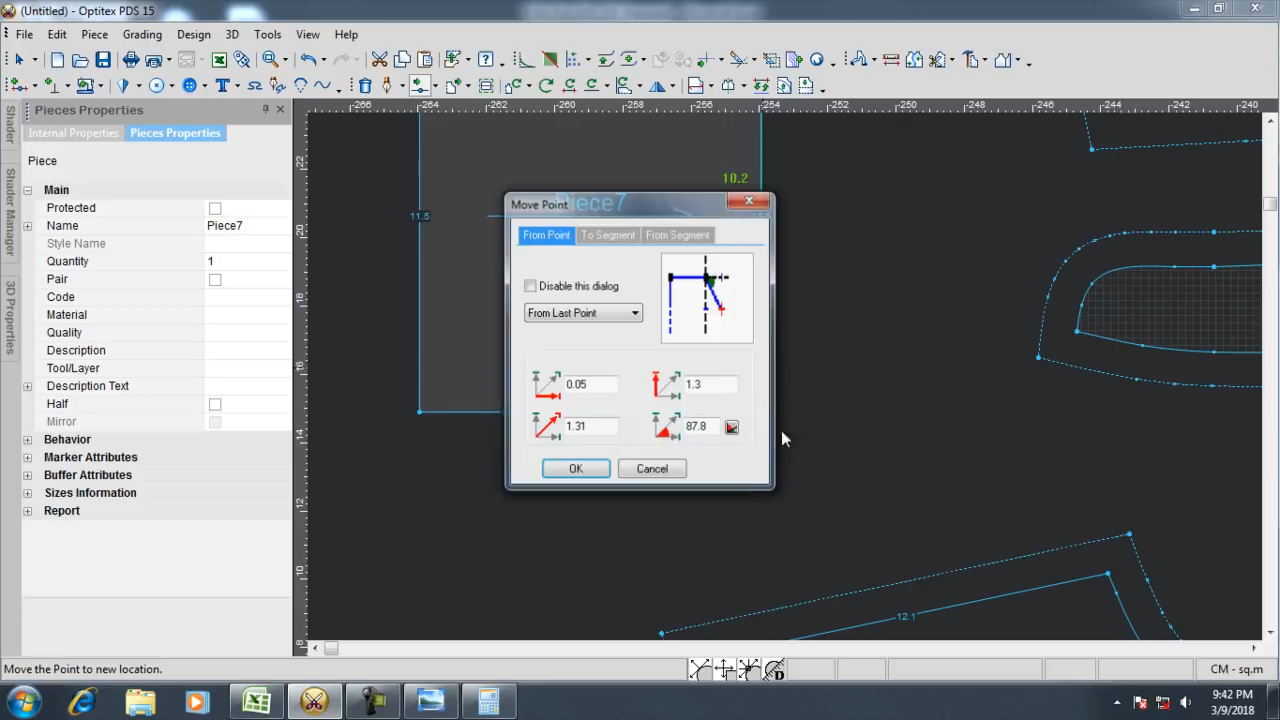 (Untitled) - Optitex PDS 15
File Edit Piece Grading Design 3D Tools View Help
Pieces Properties
Internal Properties Pieces Properties
Shader
Shader Manager
3D Properties
Piece
Main
Protected
Name Piece7
Style Name
Quantity 1
Pair
Code
Material
Quality
Description
Tool/Layer
Description Text
Half
Mirror
Behavior
Marker Attributes
Buffer Attributes
Sizes Information
Report
-266 -264 -262 -260 -258 -256 -254 -252 -250 -248 -246 -244 -242 -240
22
20
18
16
14
12
10
8
10.2
11.5
Piece7
12.1
Move Point
From Point To Segment From Segment
Disable this dialog
From Last Point
0.05 1.3
1.31 87.8
OK Cancel
Move the Point to new location.
CM - sq.m
9:42 PM
3/9/2018